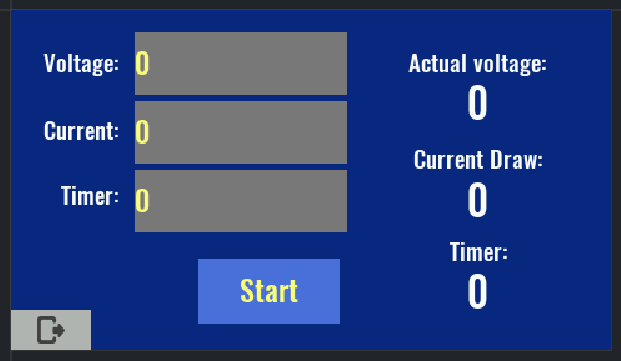 Voltage: 0
Current: 0
Timer: 0
Start
Actual voltage:
0
Current Draw:
0
Timer:
0